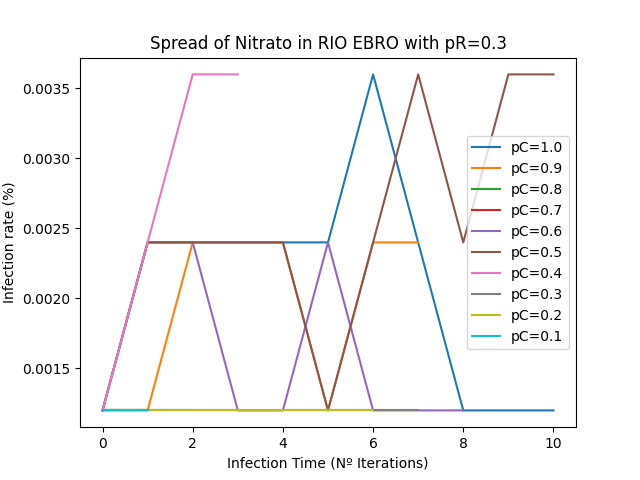 Spread of Nitrato in RIO EBRO with pR=0.3
Infection rate (%)
0.0035
0.0030
0.0025
0.0020
0.0015
pC=1.0
pC=0.9
pC=0.8
pC=0.7
pC=0.6
pC=0.5
pC=0.4
pC=0.3
pC=0.2
pC=0.1
0 2 4 6 8 10
Infection Time (Nº Iterations)